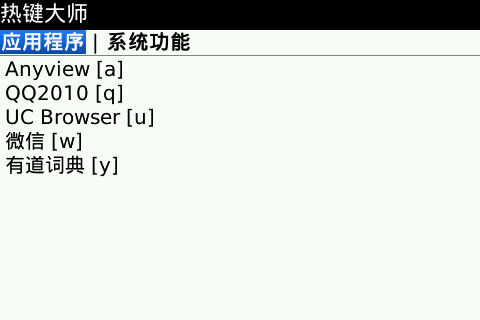 热键大师
应用程序 | 系统功能
Anyview [a]
QQ2010 [q]
UC Browser [u]
微信 [w]
有道词典 [y]